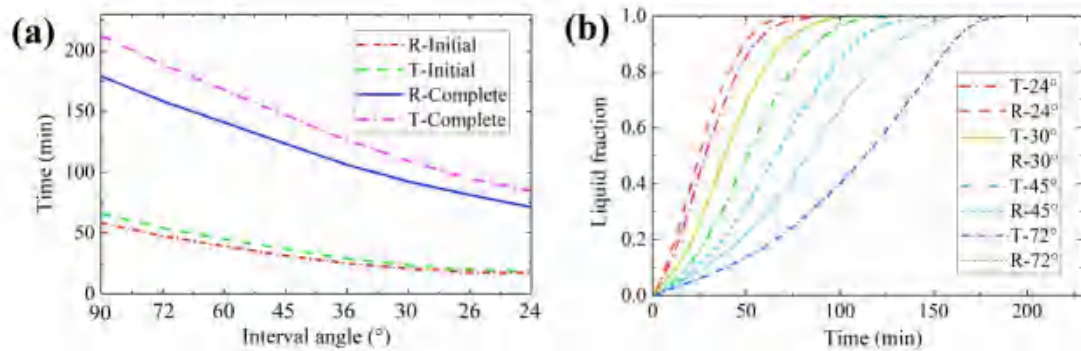 (a)
200
150
100
50
0
Time (min)
R-Initial
T-Initial
R-Complete
T-Complete
90 72 60 45 36 30 26 24
Interval angle (°)
(b)
1.0
0.8
0.6
0.4
0.2
0.0
Liquid fraction
T-24°
R-24°
T-30°
R-30°
T-45°
R-45°
T-72°
R-72°
0 50 100 150 200
Time (min)